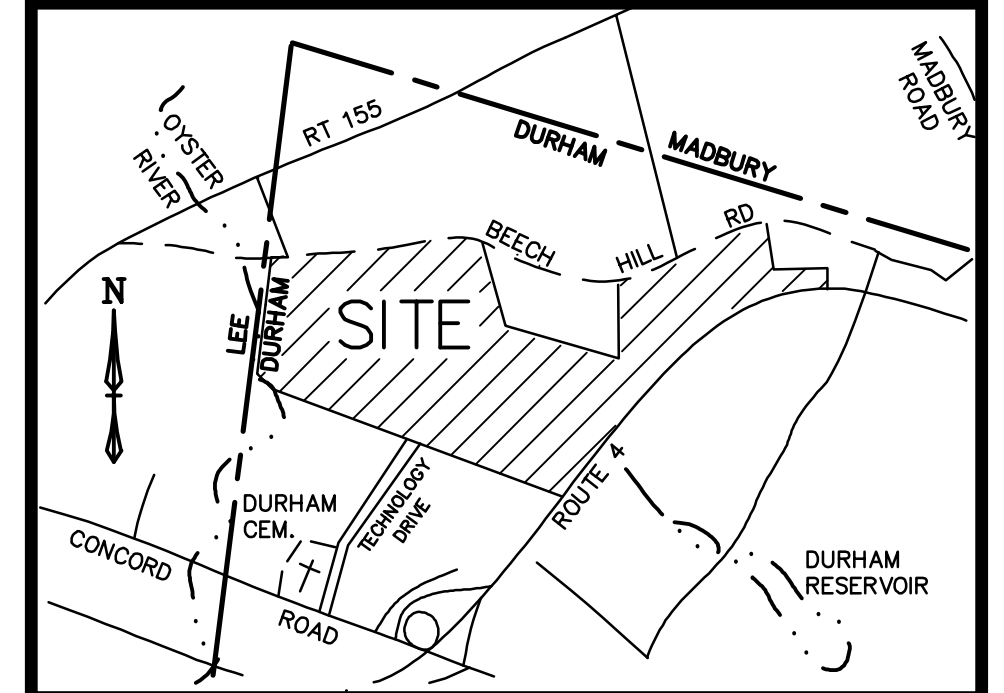 MADBURY
ROAD
RT 155
OYSTER
RIVER
DURHAM
MADBURY
BEECH
HILL
RD
N
LEE
DURHAM
SITE
ROUTE 4
TECHNOLOGY
DRIVE
DURHAM
CEM.
CONCORD
ROAD
DURHAM
RESERVOIR